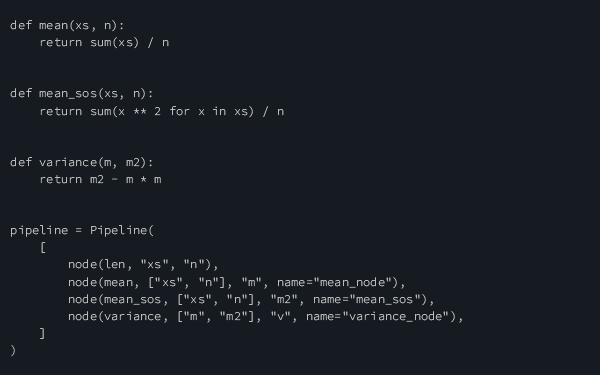 def mean(xs, n):
    return sum(xs) / n
def mean_sos(xs, n):
    return sum(x ** 2 for x in xs) / n
def variance(m, m2):
    return m2 - m * m
pipeline = Pipeline(
    [
        node(len, "xs", "n"),
        node(mean, ["xs", "n"], "m", name="mean_node"),
        node(mean_sos, ["xs", "n"], "m2", name="mean_sos"),
        node(variance, ["m", "m2"], "v", name="variance_node"),
    ]
)